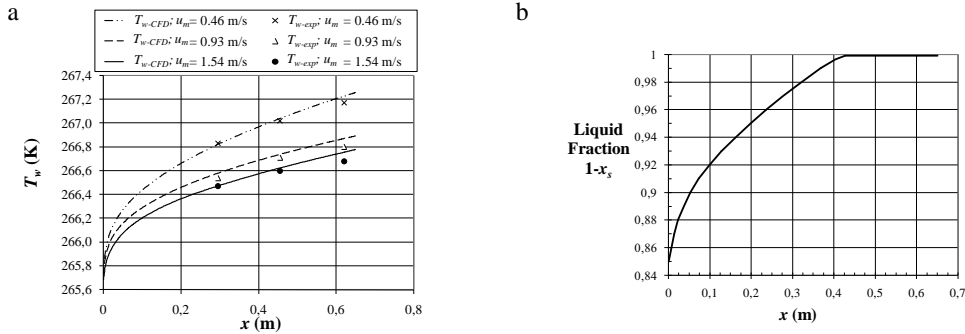 a
T_w-CFD; u_m = 0.46 m/s
T_w-exp; u_m = 0.46 m/s
T_w-CFD; u_m = 0.93 m/s
T_w-exp; u_m = 0.93 m/s
T_w-CFD; u_m = 1.54 m/s
T_w-exp; u_m = 1.54 m/s
267,4
267,2
267,0
266,8
266,6
266,4
266,2
266,0
265,8
265,6
T_w (K)
0
0,2
0,4
0,6
0,8
x (m)
b
1
0,98
0,96
0,94
0,92
0,9
0,88
0,86
0,84
Liquid
Fraction
1-x_s
0
0,1
0,2
0,3
0,4
0,5
0,6
0,7
x (m)